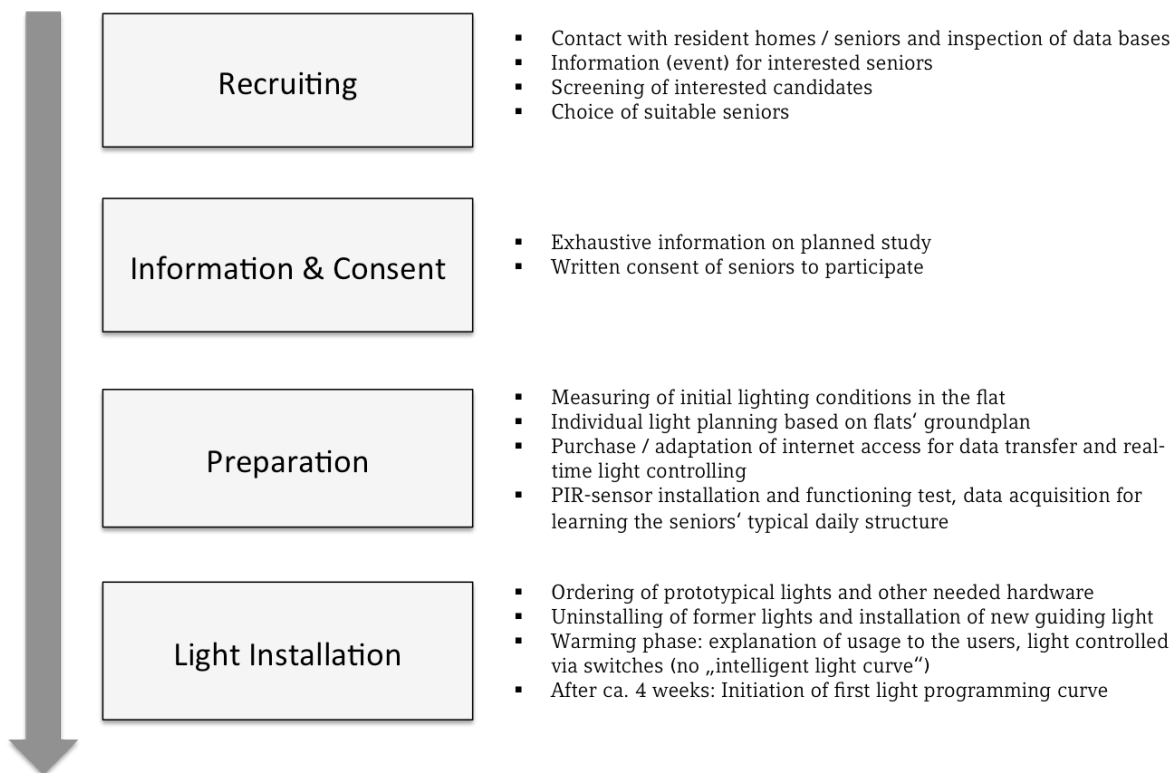 Recruiting
▪ Contact with resident homes / seniors and inspection of data bases
▪ Information (event) for interested seniors
▪ Screening of interested candidates
▪ Choice of suitable seniors
Information & Consent
▪ Exhaustive information on planned study
▪ Written consent of seniors to participate
Preparation
▪ Measuring of initial lighting conditions in the flat
▪ Individual light planning based on flats‘ groundplan
▪ Purchase / adaptation of internet access for data transfer and real-
time light controlling
▪ PIR-sensor installation and functioning test, data acquisition for
learning the seniors‘ typical daily structure
Light Installation
▪ Ordering of prototypical lights and other needed hardware
▪ Uninstalling of former lights and installation of new guiding light
▪ Warming phase: explanation of usage to the users, light controlled
via switches (no „intelligent light curve“)
▪ After ca. 4 weeks: Initiation of first light programming curve